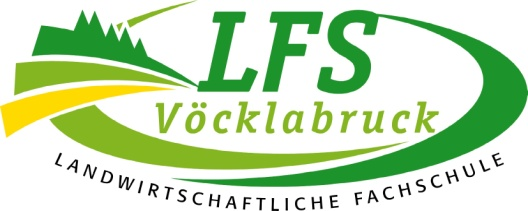 LFS
Vöcklabruck
LANDWIRTSCHAFTLICHE FACHSCHULE